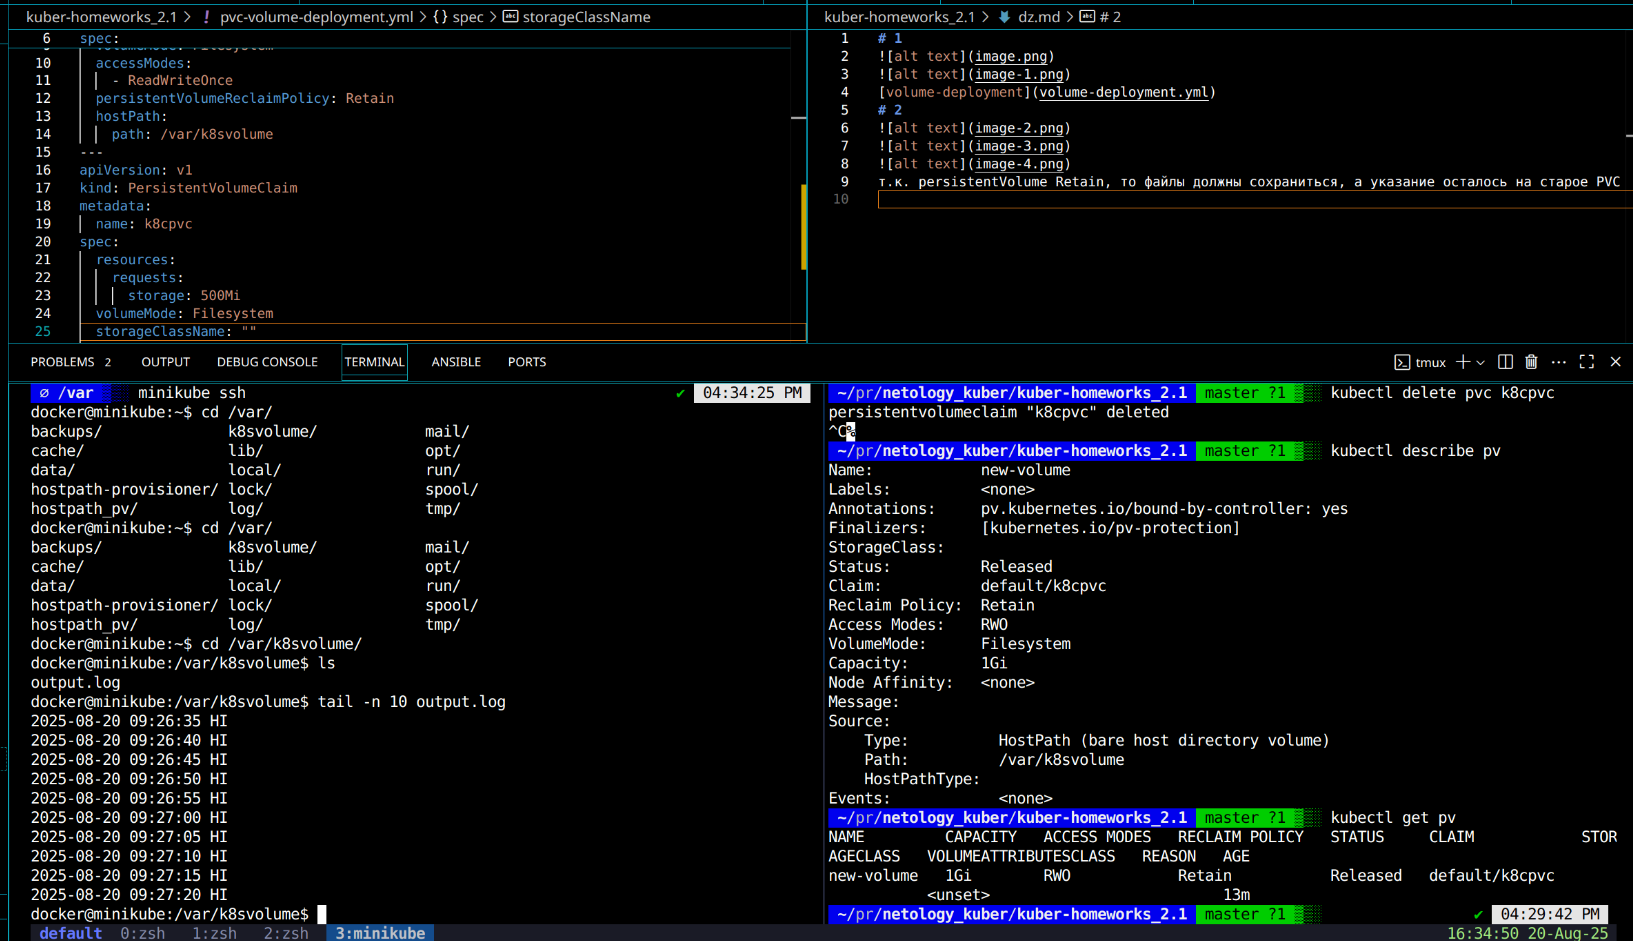 kuber-homeworks_2.1 > ! pvc-volume-deployment.yml > {} spec > abc storageClassName
6 spec:
10 accessModes:
11 - ReadWriteOnce
12 persistentVolumeReclaimPolicy: Retain
13 hostPath:
14 path: /var/k8svolume
15 ---
16 apiVersion: v1
17 kind: PersistentVolumeClaim
18 metadata:
19 name: k8cpvc
20 spec:
21 resources:
22 requests:
23 storage: 500Mi
24 volumeMode: Filesystem
25 storageClassName: ""
kuber-homeworks_2.1 > dz.md > abc # 2
1 # 1
2 ![alt text](image.png)
3 ![alt text](image-1.png)
4 [volume-deployment](volume-deployment.yml)
5 # 2
6 ![alt text](image-2.png)
7 ![alt text](image-3.png)
8 ![alt text](image-4.png)
9 т.к. persistentVolume Retain, то файлы должны сохраниться, а указание осталось на старое PVC
10
PROBLEMS 2 OUTPUT DEBUG CONSOLE TERMINAL ANSIBLE PORTS tmux
∅ /var minikube ssh ✔ 04:34:25 PM
docker@minikube:~$ cd /var/
backups/ k8svolume/ mail/
cache/ lib/ opt/
data/ local/ run/
hostpath-provisioner/ lock/ spool/
hostpath_pv/ log/ tmp/
docker@minikube:~$ cd /var/
backups/ k8svolume/ mail/
cache/ lib/ opt/
data/ local/ run/
hostpath-provisioner/ lock/ spool/
hostpath_pv/ log/ tmp/
docker@minikube:~$ cd /var/k8svolume/
docker@minikube:/var/k8svolume$ ls
output.log
docker@minikube:/var/k8svolume$ tail -n 10 output.log
2025-08-20 09:26:35 HI
2025-08-20 09:26:40 HI
2025-08-20 09:26:45 HI
2025-08-20 09:26:50 HI
2025-08-20 09:26:55 HI
2025-08-20 09:27:00 HI
2025-08-20 09:27:05 HI
2025-08-20 09:27:10 HI
2025-08-20 09:27:15 HI
2025-08-20 09:27:20 HI
docker@minikube:/var/k8svolume$
~/pr/netology_kuber/kuber-homeworks_2.1 master ?1 kubectl delete pvc k8cpvc
persistentvolumeclaim "k8cpvc" deleted
^C%
~/pr/netology_kuber/kuber-homeworks_2.1 master ?1 kubectl describe pv
Name: new-volume
Labels: <none>
Annotations: pv.kubernetes.io/bound-by-controller: yes
Finalizers: [kubernetes.io/pv-protection]
StorageClass:
Status: Released
Claim: default/k8cpvc
Reclaim Policy: Retain
Access Modes: RWO
VolumeMode: Filesystem
Capacity: 1Gi
Node Affinity: <none>
Message:
Source:
Type: HostPath (bare host directory volume)
Path: /var/k8svolume
HostPathType:
Events: <none>
~/pr/netology_kuber/kuber-homeworks_2.1 master ?1 kubectl get pv
NAME CAPACITY ACCESS MODES RECLAIM POLICY STATUS CLAIM STOR
AGECLASS VOLUMEATTRIBUTESCLASS REASON AGE
new-volume 1Gi RWO Retain Released default/k8cpvc
<unset> 13m
~/pr/netology_kuber/kuber-homeworks_2.1 master ?1 ✔ 04:29:42 PM
default 0:zsh 1:zsh 2:zsh 3:minikube 16:34:50 20-Aug-25